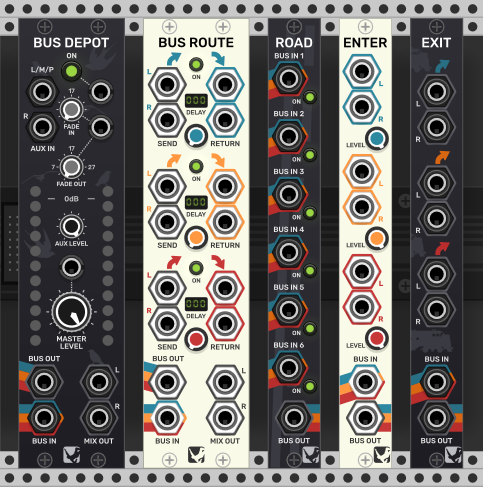 BUS DEPOT
ON
L/M/P
17
R
FADE
IN
AUX IN
17
7
27
FADE OUT
0dB
AUX LEVEL
MASTER
LEVEL
BUS OUT
L
R
BUS IN
MIX OUT
BUS ROUTE
ON
L
000
DELAY
R
SEND
RETURN
ON
L
000
DELAY
R
SEND
RETURN
ON
L
000
DELAY
R
SEND
RETURN
BUS OUT
L
R
BUS IN
MIX OUT
ROAD
BUS IN 1
ON
BUS IN 2
ON
BUS IN 3
ON
BUS IN 4
ON
BUS IN 5
ON
BUS IN 6
ON
BUS OUT
ENTER
L
R
LEVEL
L
R
LEVEL
L
R
LEVEL
BUS IN
BUS OUT
EXIT
L
R
L
R
L
R
BUS IN
BUS OUT